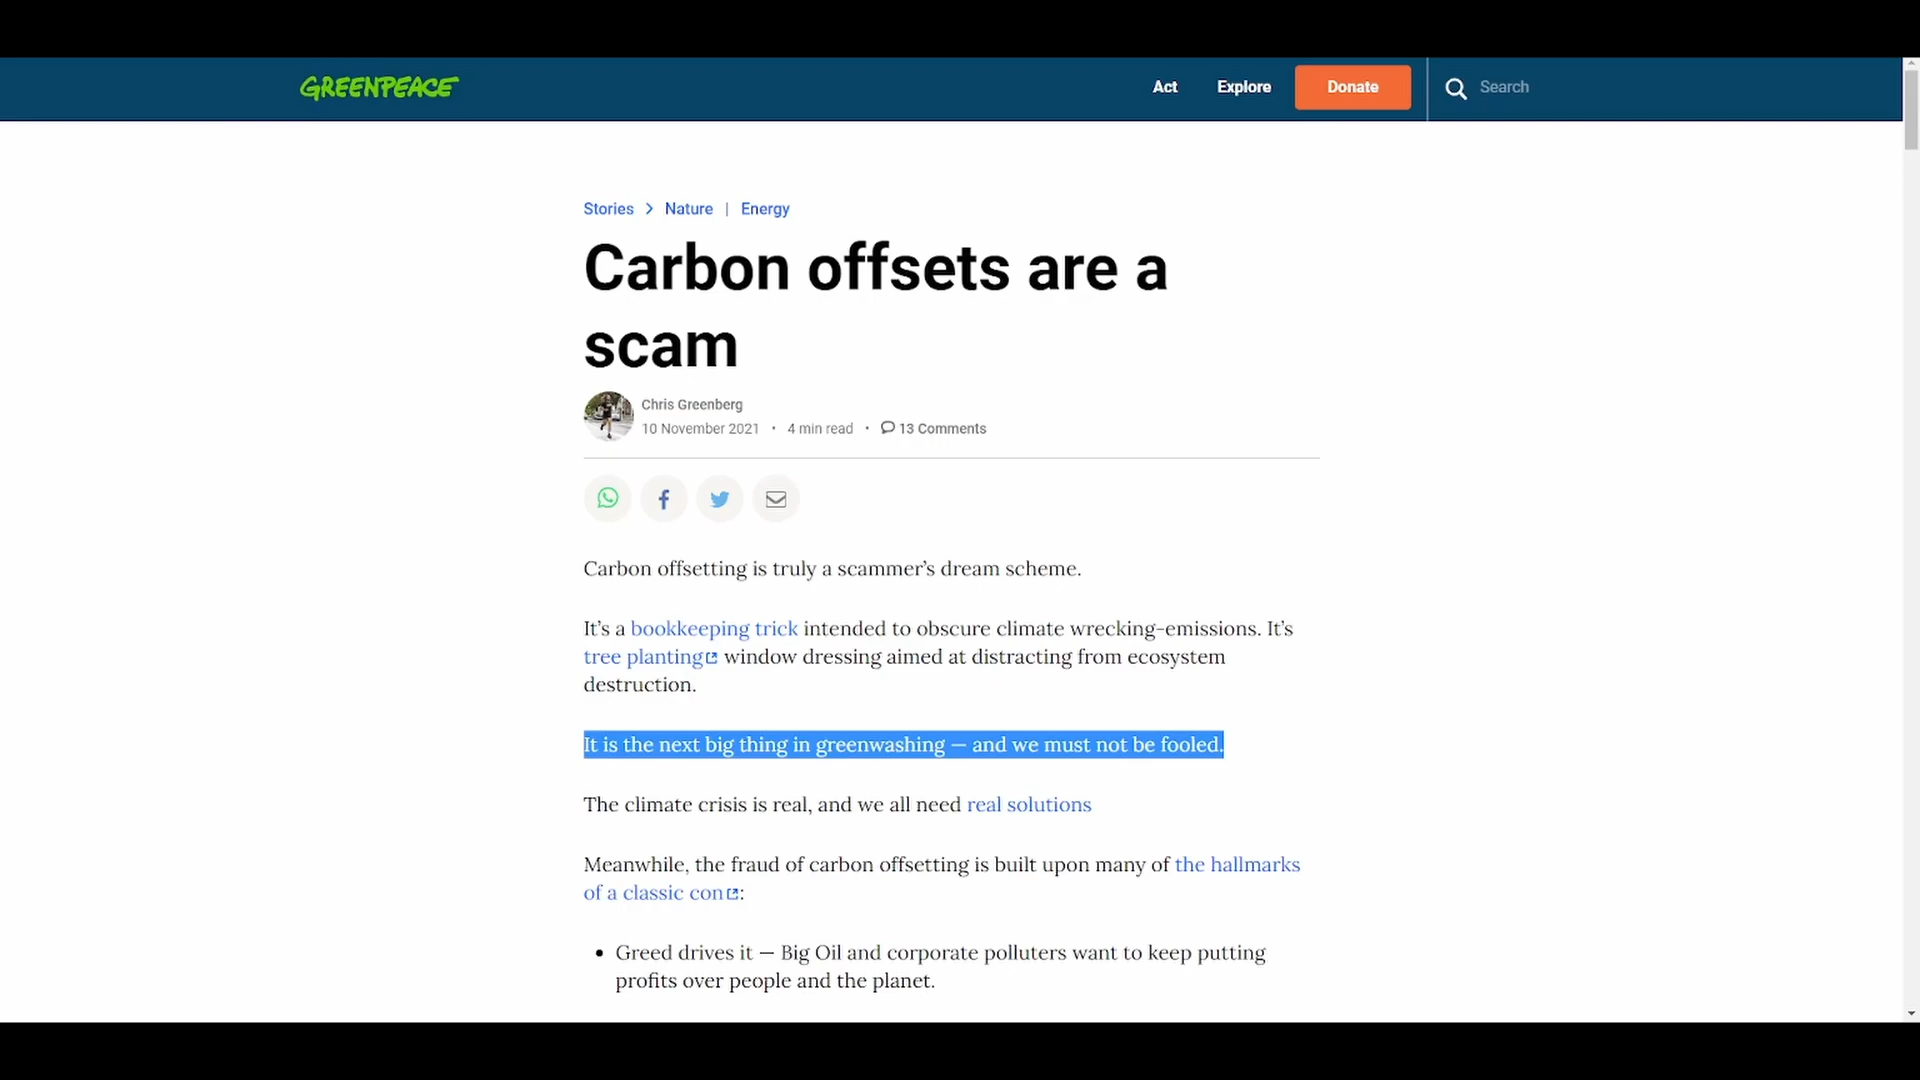 GREENPEACE
Act Explore Donate Search
Stories > Nature | Energy
Carbon offsets are a
scam
Chris Greenberg
10 November 2021 • 4 min read • 13 Comments
Carbon offsetting is truly a scammer’s dream scheme.
It’s a bookkeeping trick intended to obscure climate wrecking-emissions. It’s
tree planting window dressing aimed at distracting from ecosystem
destruction.
It is the next big thing in greenwashing — and we must not be fooled.
The climate crisis is real, and we all need real solutions
Meanwhile, the fraud of carbon offsetting is built upon many of the hallmarks
of a classic con:
• Greed drives it — Big Oil and corporate polluters want to keep putting
profits over people and the planet.